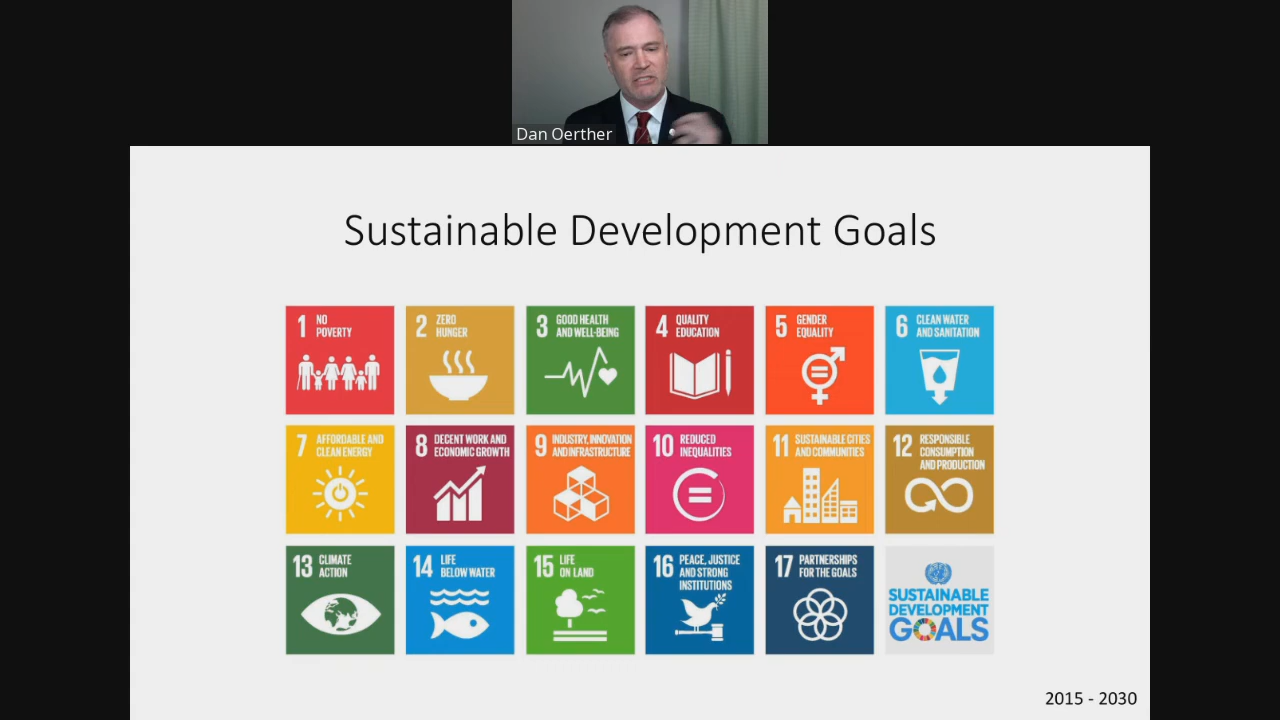 Dan Oerther
Sustainable Development Goals
1 NO
POVERTY
2 ZERO
HUNGER
3 GOOD HEALTH
AND WELL-BEING
4 QUALITY
EDUCATION
5 GENDER
EQUALITY
6 CLEAN WATER
AND SANITATION
7 AFFORDABLE AND
CLEAN ENERGY
8 DECENT WORK AND
ECONOMIC GROWTH
9 INDUSTRY, INNOVATION
AND INFRASTRUCTURE
10 REDUCED
INEQUALITIES
11 SUSTAINABLE CITIES
AND COMMUNITIES
12 RESPONSIBLE
CONSUMPTION
AND PRODUCTION
13 CLIMATE
ACTION
14 LIFE
BELOW WATER
15 LIFE
ON LAND
16 PEACE, JUSTICE
AND STRONG
INSTITUTIONS
17 PARTNERSHIPS
FOR THE GOALS
SUSTAINABLE
DEVELOPMENT
GOALS
2015 - 2030